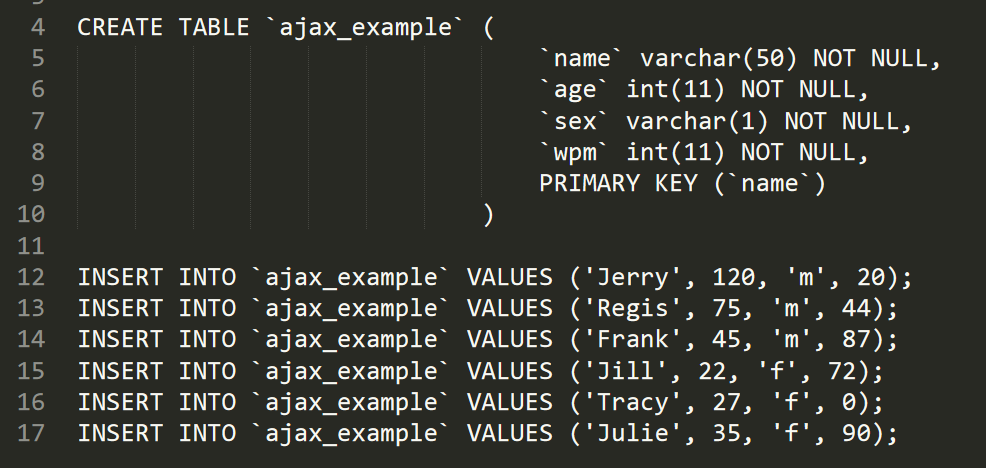 4 CREATE TABLE `ajax_example` (
5 `name` varchar(50) NOT NULL,
6 `age` int(11) NOT NULL,
7 `sex` varchar(1) NOT NULL,
8 `wpm` int(11) NOT NULL,
9 PRIMARY KEY (`name`)
10 )
11
12 INSERT INTO `ajax_example` VALUES ('Jerry', 120, 'm', 20);
13 INSERT INTO `ajax_example` VALUES ('Regis', 75, 'm', 44);
14 INSERT INTO `ajax_example` VALUES ('Frank', 45, 'm', 87);
15 INSERT INTO `ajax_example` VALUES ('Jill', 22, 'f', 72);
16 INSERT INTO `ajax_example` VALUES ('Tracy', 27, 'f', 0);
17 INSERT INTO `ajax_example` VALUES ('Julie', 35, 'f', 90);